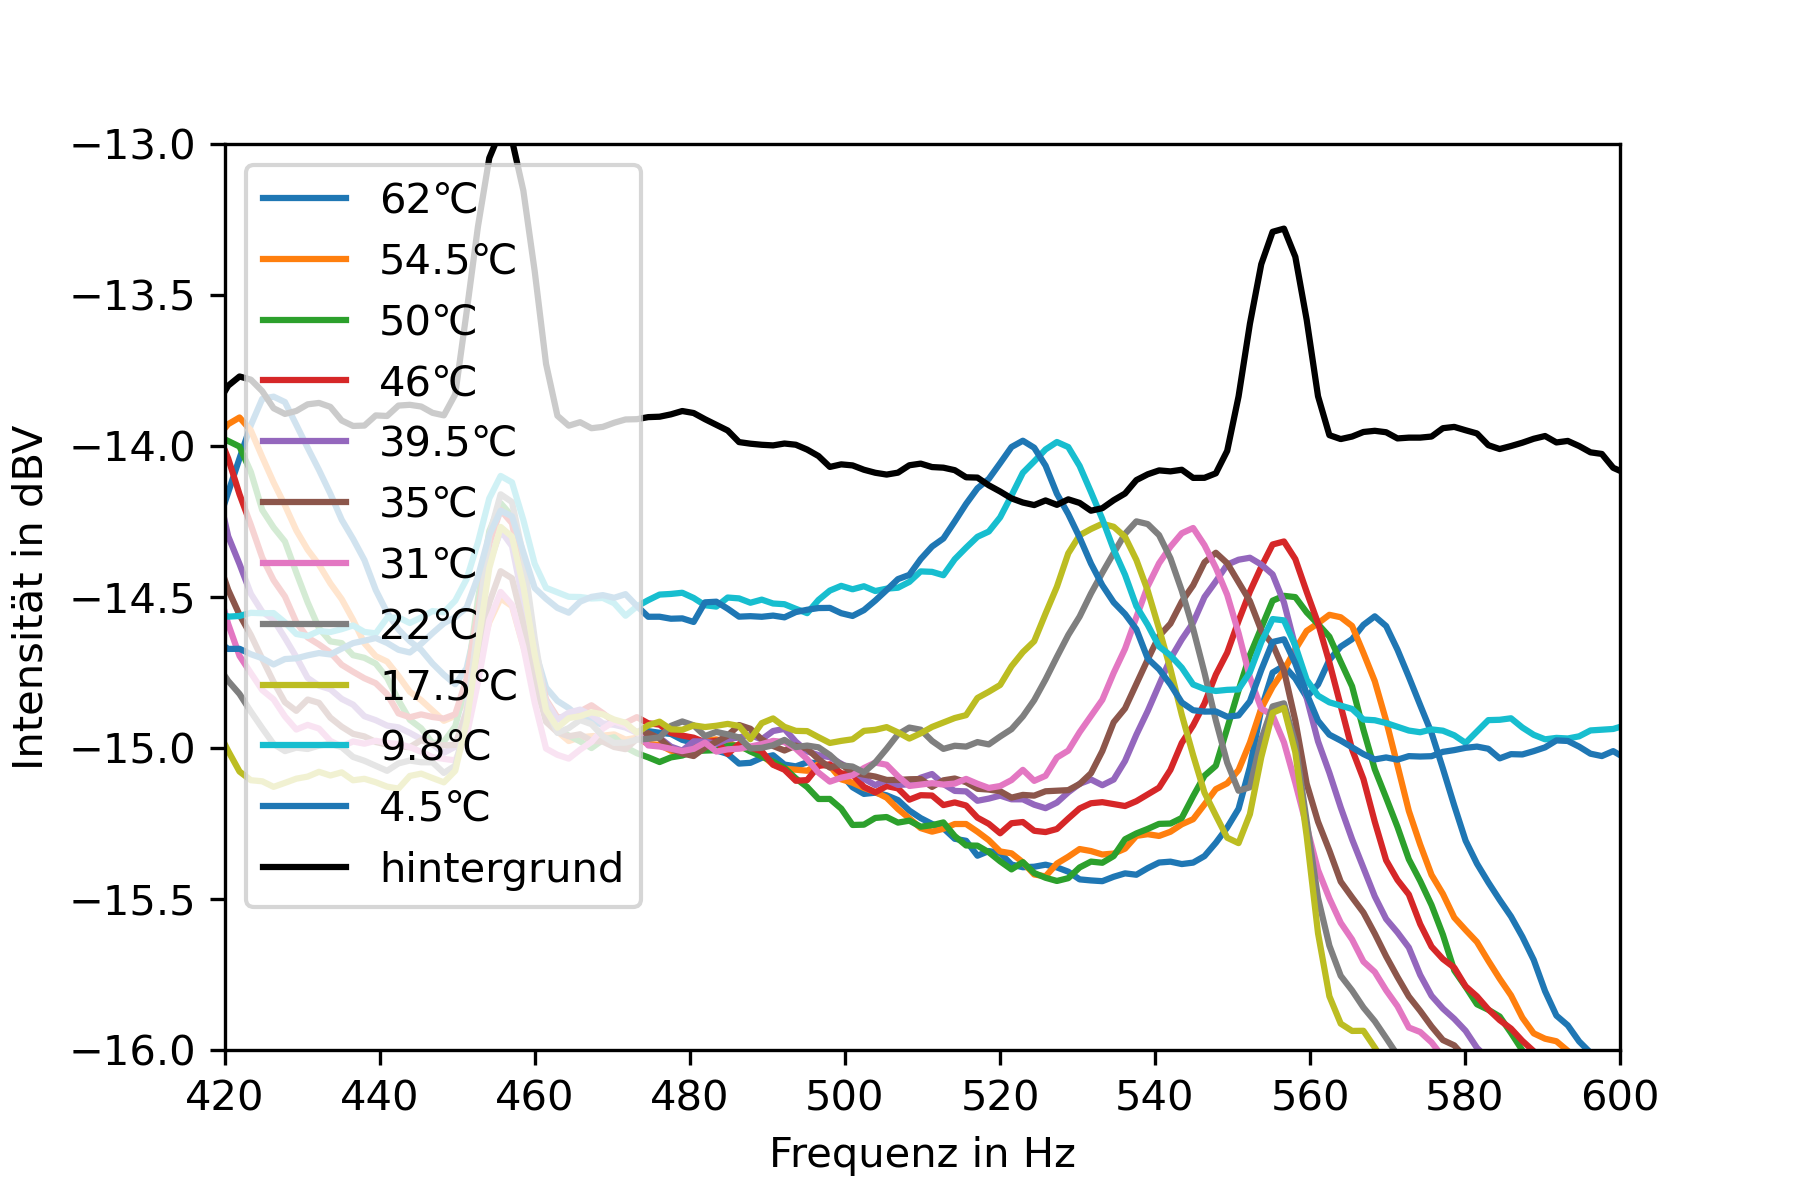 −13.0
−13.5
−14.0
−14.5
−15.0
−15.5
−16.0
Intensität in dBV
62°C
54.5°C
50°C
46°C
39.5°C
35°C
31°C
22°C
17.5°C
9.8°C
4.5°C
hintergrund
420 440 460 480 500 520 540 560 580 600
Frequenz in Hz